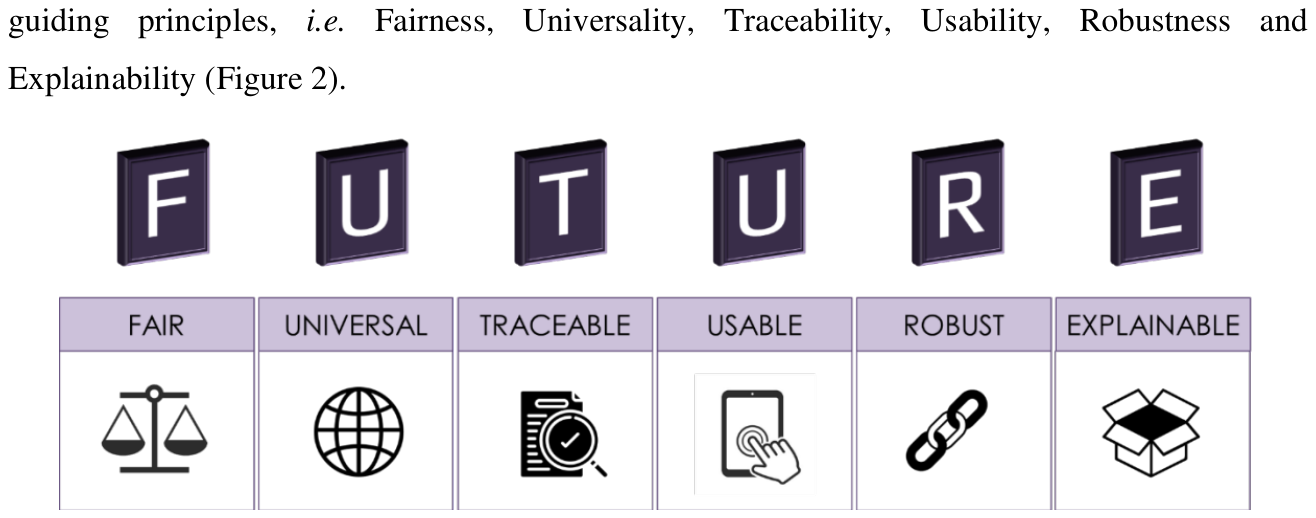 guiding principles, i.e. Fairness, Universality, Traceability, Usability, Robustness and
Explainability (Figure 2).
F U T U R E
FAIR UNIVERSAL TRACEABLE USABLE ROBUST EXPLAINABLE